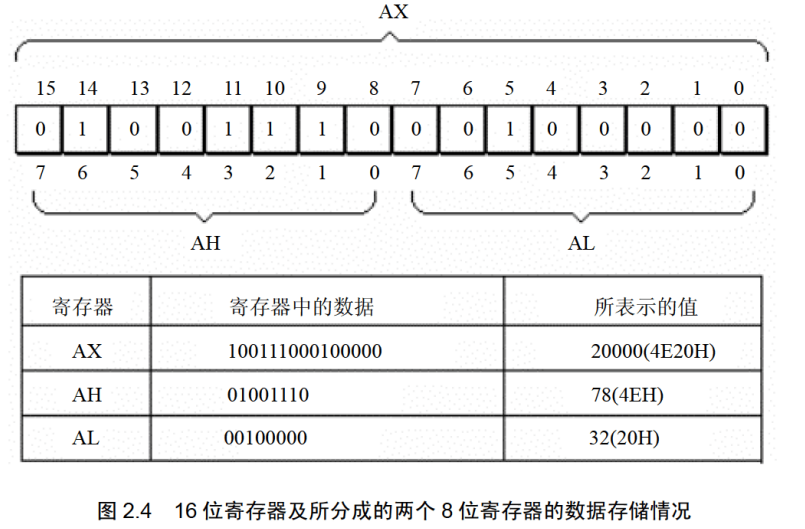 AX
15 14 13 12 11 10 9 8 7 6 5 4 3 2 1 0
0 1 0 0 1 1 1 0 0 0 1 0 0 0 0 0
7 6 5 4 3 2 1 0 7 6 5 4 3 2 1 0
AH AL
寄存器 寄存器中的数据 所表示的值
AX 100111000100000 20000(4E20H)
AH 01001110 78(4EH)
AL 00100000 32(20H)
图 2.4 16 位寄存器及所分成的两个 8 位寄存器的数据存储情况